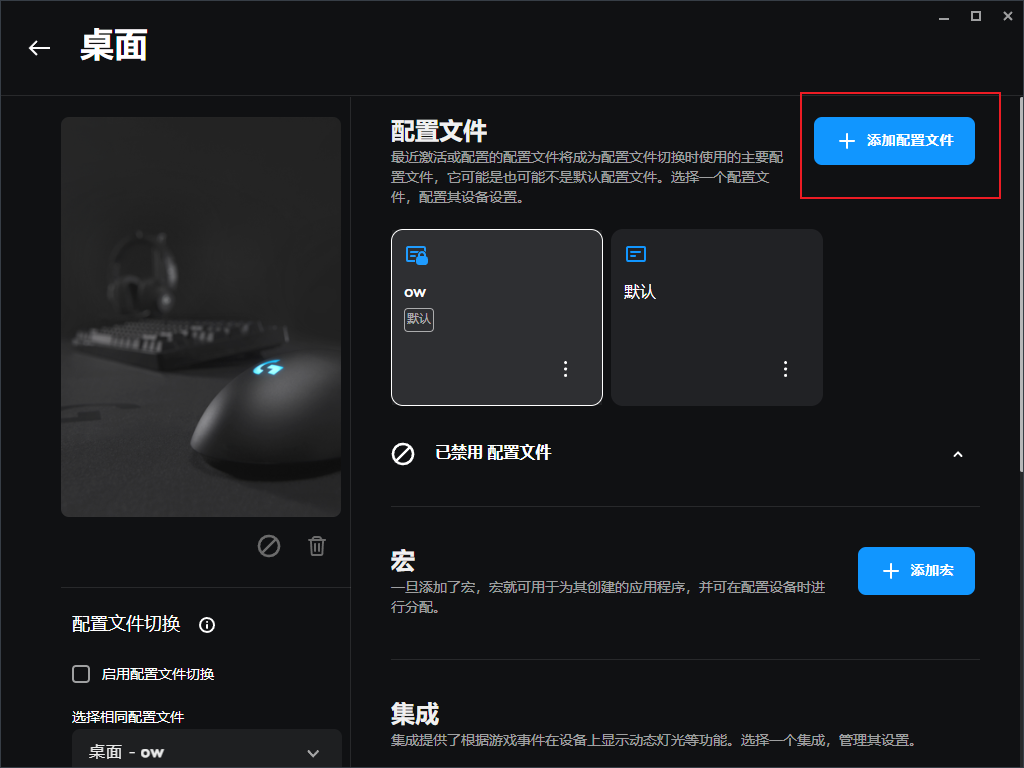 桌面
配置文件
最近激活或配置的配置文件将成为配置文件切换时使用的主要配
置文件，它可能是也可能不是默认配置文件。选择一个配置文
件，配置其设备设置。
添加配置文件
ow
默认
默认
已禁用 配置文件
宏
一旦添加了宏，宏就可用于为其创建的应用程序，并可在配置设备时进
行分配。
添加宏
配置文件切换
启用配置文件切换
选择相同配置文件
桌面 - ow
集成
集成提供了根据游戏事件在设备上显示动态灯光等功能。选择一个集成，管理其设置。